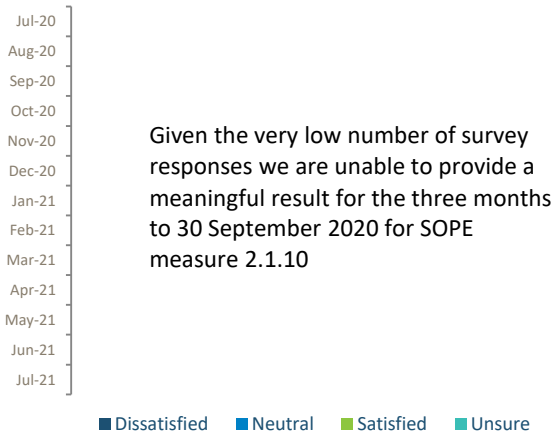 Jul-20
Aug-20
Sep-20
Oct-20
Nov-20
Dec-20
Jan-21
Feb-21
Mar-21
Apr-21
May-21
Jun-21
Jul-21
Given the very low number of survey
responses we are unable to provide a
meaningful result for the three months
to 30 September 2020 for SOPE
measure 2.1.10
Dissatisfied Neutral Satisfied Unsure